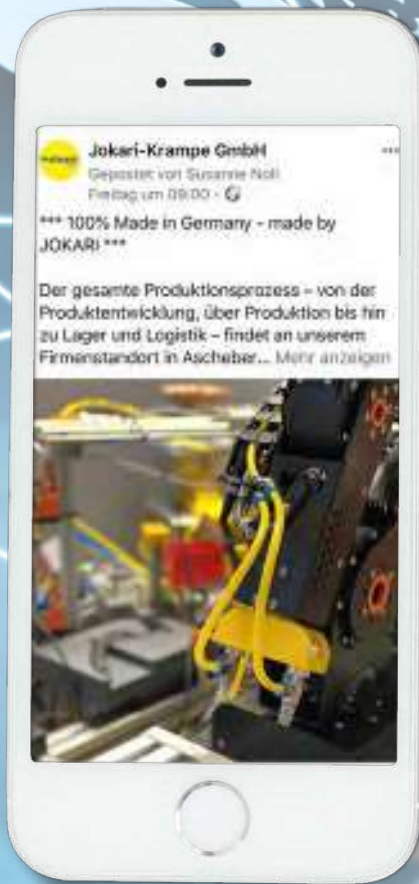 Jokari-Krampe GmbH
Gepostet von Susanne Noll
Freitag um 09:00 ·
*** 100% Made in Germany - made by
JOKARI ***
Der gesamte Produktionsprozess – von der
Produktentwicklung, über Produktion bis hin
zu Lager und Logistik – findet an unserem
Firmenstandort in Ascheber... Mehr anzeigen